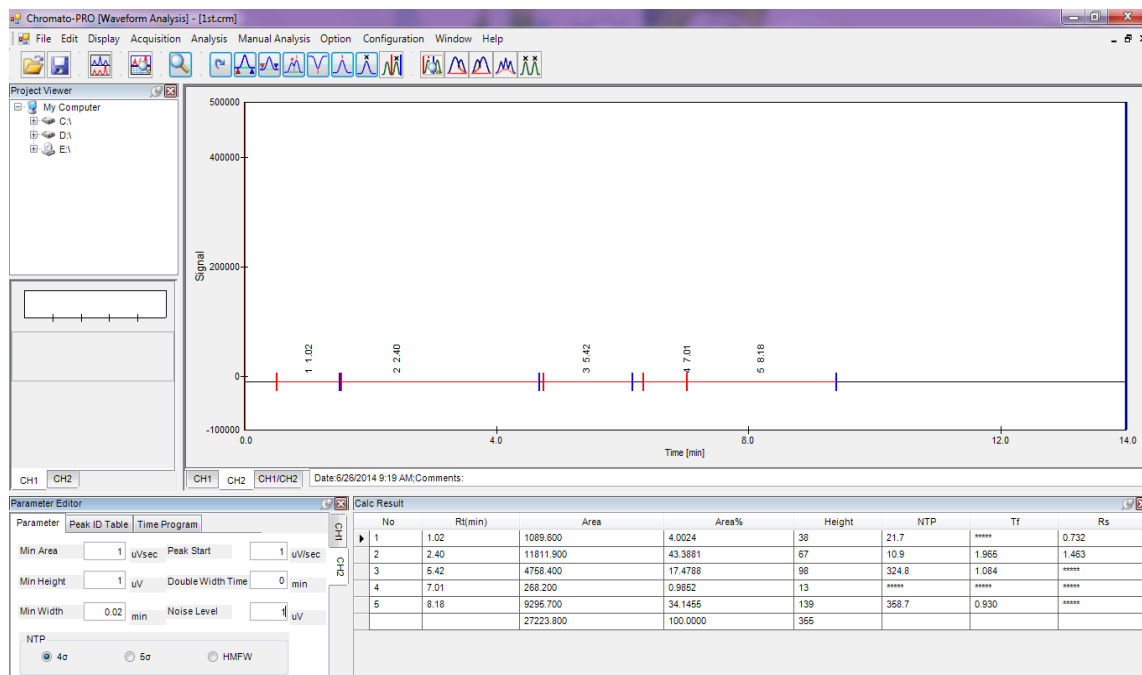 Chromato-PRO [Waveform Analysis] - [1st.crm]
File Edit Display Acquisition Analysis Manual Analysis Option Configuration Window Help
Project Viewer
My Computer
C:\
D:\
E:\
CH1 CH2
500000
400000
200000
0
-100000
Signal
1 1.02
2 2.40
3 5.42
4 7.01
5 8.18
0.0 4.0 8.0 12.0 14.0
Time [min]
CH1 CH2 CH1/CH2 Date:6/26/2014 9:19 AM;Comments:
Parameter Editor
Parameter Peak ID Table Time Program
Min Area 1 uVsec Peak Start 1 uV/sec
Min Height 1 uV Double Width Time 0 min
Min Width 0.02 min Noise Level 1 uV
NTP
4σ 5σ HMFW
CH1
CH2
Calc Result
No Rt(min) Area Area% Height NTP Tf Rs
1 1.02 1089.600 4.0024 38 21.7 ***** 0.732
2 2.40 11811.900 43.3881 67 10.9 1.965 1.463
3 5.42 4758.400 17.4788 98 324.8 1.084 *****
4 7.01 268.200 0.9852 13 ***** ***** *****
5 8.18 9295.700 34.1455 139 358.7 0.930 *****
27223.800 100.0000 355